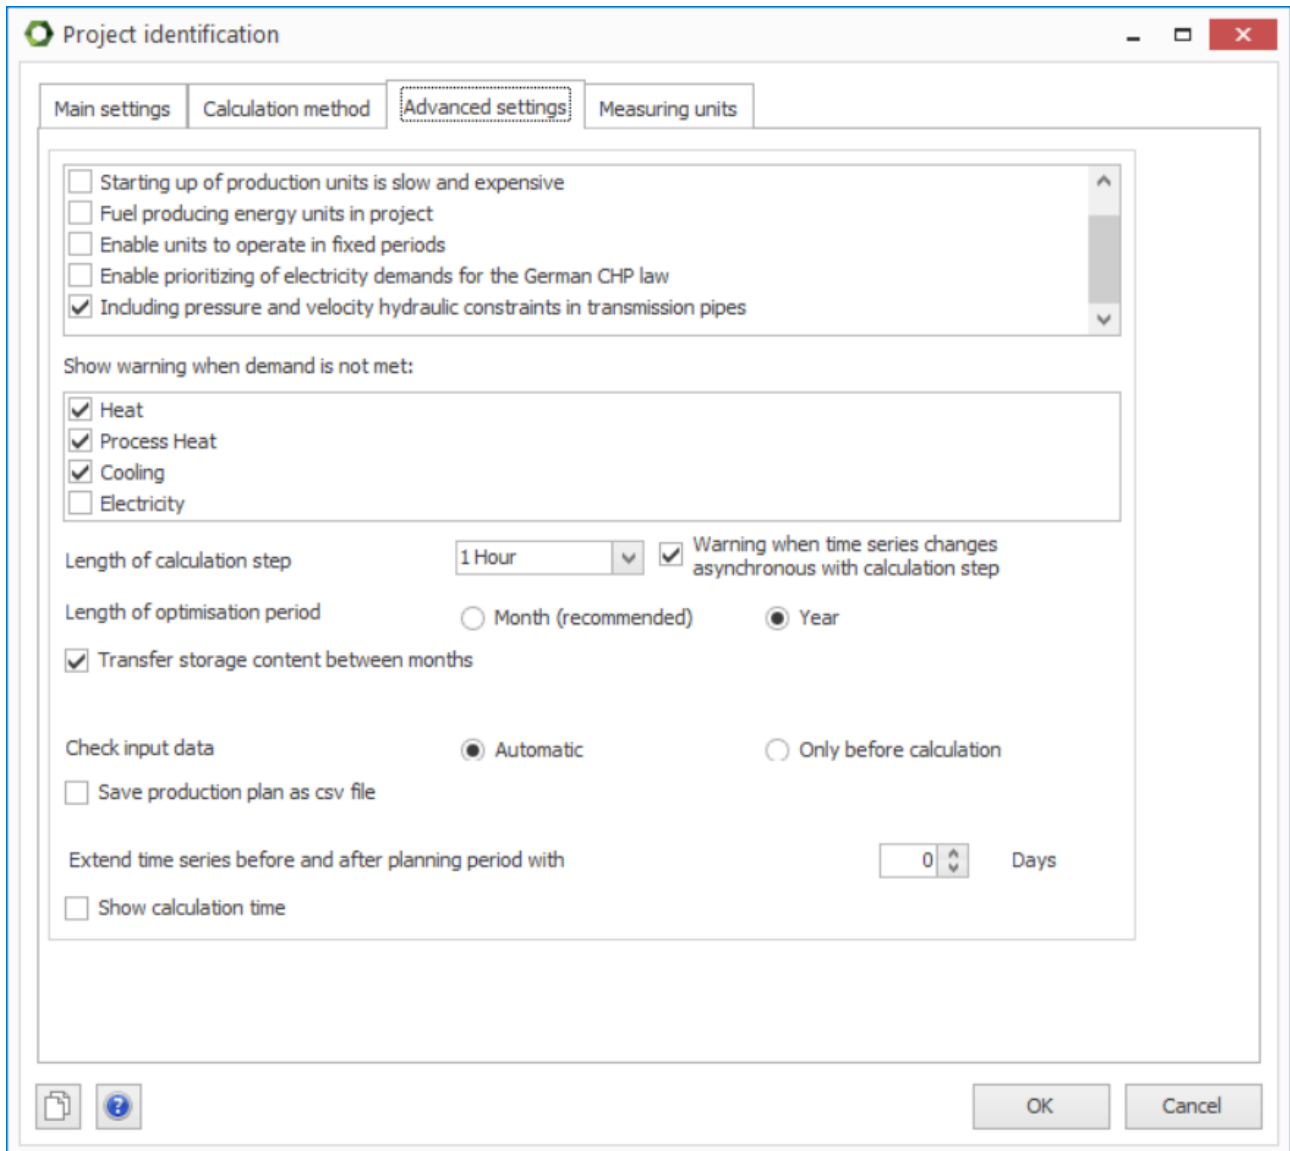 Project identification
Main settings
Calculation method
Advanced settings
Measuring units
Starting up of production units is slow and expensive
Fuel producing energy units in project
Enable units to operate in fixed periods
Enable prioritizing of electricity demands for the German CHP law
Including pressure and velocity hydraulic constraints in transmission pipes
Show warning when demand is not met:
Heat
Process Heat
Cooling
Electricity
Length of calculation step
1 Hour
Warning when time series changes
asynchronous with calculation step
Length of optimisation period
Month (recommended)
Year
Transfer storage content between months
Check input data
Automatic
Only before calculation
Save production plan as csv file
Extend time series before and after planning period with
0
Days
Show calculation time
OK
Cancel